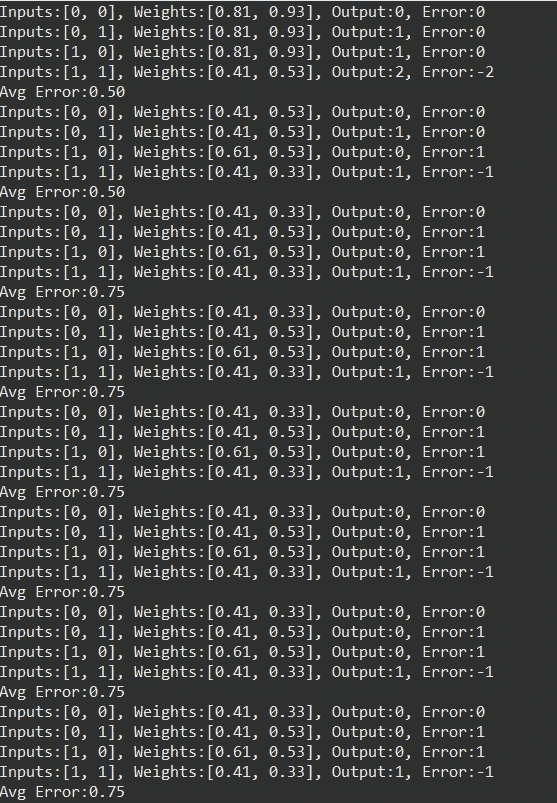 Inputs:[0, 0], Weights:[0.81, 0.93], Output:0, Error:0
Inputs:[0, 1], Weights:[0.81, 0.93], Output:1, Error:0
Inputs:[1, 0], Weights:[0.81, 0.93], Output:1, Error:0
Inputs:[1, 1], Weights:[0.41, 0.53], Output:2, Error:-2
Avg Error:0.50
Inputs:[0, 0], Weights:[0.41, 0.53], Output:0, Error:0
Inputs:[0, 1], Weights:[0.41, 0.53], Output:1, Error:0
Inputs:[1, 0], Weights:[0.61, 0.53], Output:0, Error:1
Inputs:[1, 1], Weights:[0.41, 0.33], Output:1, Error:-1
Avg Error:0.50
Inputs:[0, 0], Weights:[0.41, 0.33], Output:0, Error:0
Inputs:[0, 1], Weights:[0.41, 0.53], Output:0, Error:1
Inputs:[1, 0], Weights:[0.61, 0.53], Output:0, Error:1
Inputs:[1, 1], Weights:[0.41, 0.33], Output:1, Error:-1
Avg Error:0.75
Inputs:[0, 0], Weights:[0.41, 0.33], Output:0, Error:0
Inputs:[0, 1], Weights:[0.41, 0.53], Output:0, Error:1
Inputs:[1, 0], Weights:[0.61, 0.53], Output:0, Error:1
Inputs:[1, 1], Weights:[0.41, 0.33], Output:1, Error:-1
Avg Error:0.75
Inputs:[0, 0], Weights:[0.41, 0.33], Output:0, Error:0
Inputs:[0, 1], Weights:[0.41, 0.53], Output:0, Error:1
Inputs:[1, 0], Weights:[0.61, 0.53], Output:0, Error:1
Inputs:[1, 1], Weights:[0.41, 0.33], Output:1, Error:-1
Avg Error:0.75
Inputs:[0, 0], Weights:[0.41, 0.33], Output:0, Error:0
Inputs:[0, 1], Weights:[0.41, 0.53], Output:0, Error:1
Inputs:[1, 0], Weights:[0.61, 0.53], Output:0, Error:1
Inputs:[1, 1], Weights:[0.41, 0.33], Output:1, Error:-1
Avg Error:0.75
Inputs:[0, 0], Weights:[0.41, 0.33], Output:0, Error:0
Inputs:[0, 1], Weights:[0.41, 0.53], Output:0, Error:1
Inputs:[1, 0], Weights:[0.61, 0.53], Output:0, Error:1
Inputs:[1, 1], Weights:[0.41, 0.33], Output:1, Error:-1
Avg Error:0.75
Inputs:[0, 0], Weights:[0.41, 0.33], Output:0, Error:0
Inputs:[0, 1], Weights:[0.41, 0.53], Output:0, Error:1
Inputs:[1, 0], Weights:[0.61, 0.53], Output:0, Error:1
Inputs:[1, 1], Weights:[0.41, 0.33], Output:1, Error:-1
Avg Error:0.75